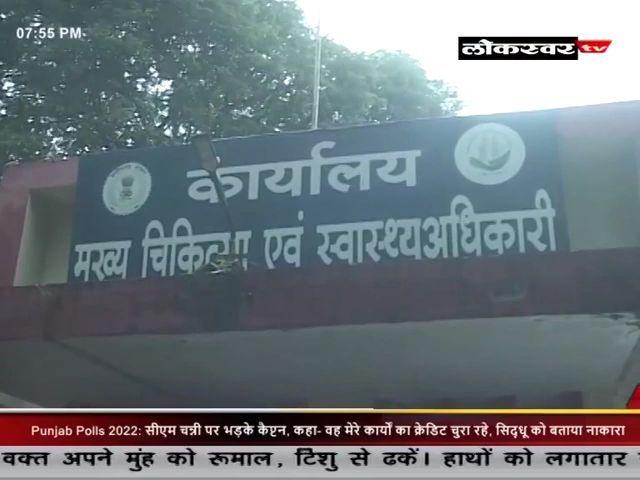 07:55 PM
लोकस्वर tv
कार्यालय
मुख्य चिकित्सा एवं स्वास्थ्यअधिकारी
Punjab Polls 2022: सीएम चन्नी पर भड़के कैप्टन, कहा- वह मेरे कार्यों का क्रेडिट चुरा रहे, सिद्धू को बताया नाकारा
वक्त अपने मुंह को रूमाल, टिशु से ढकें। हाथों को लगातार